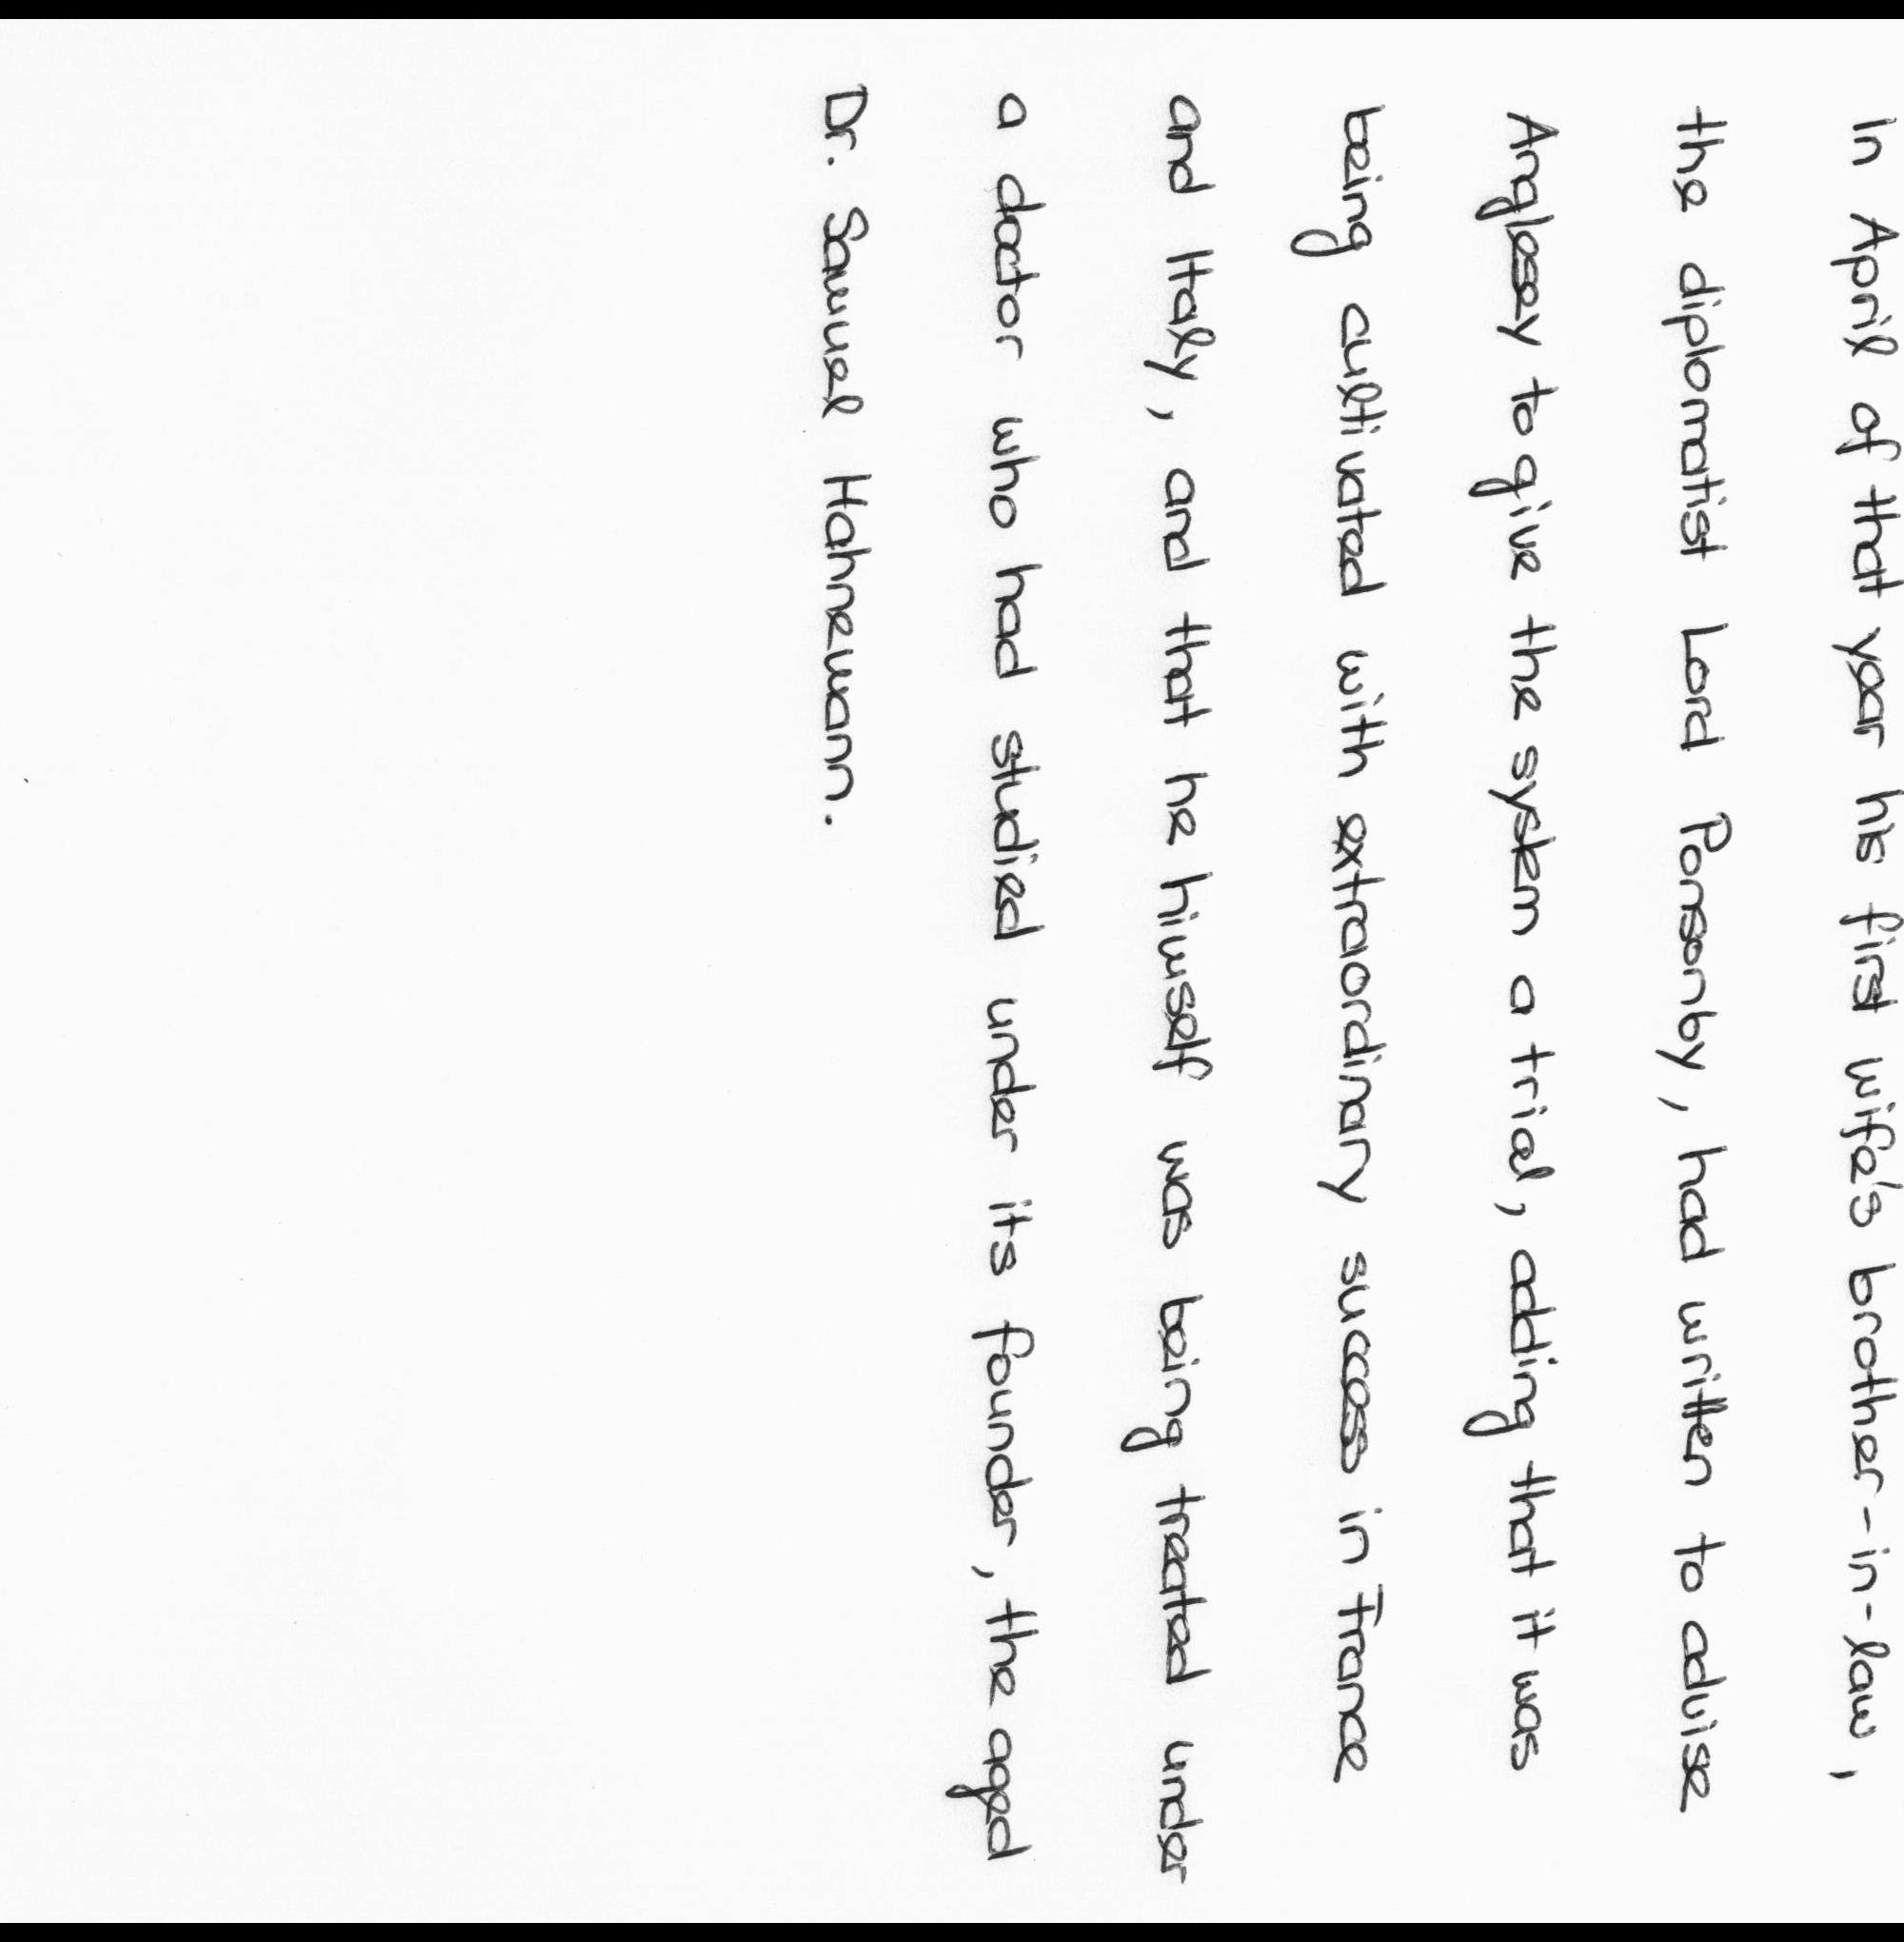 In April of that year his first wife's brother-in-law,
the diplomatist Lord Ponsonby, had written to advise
Anglesey to give the system a trial, adding that it was
being cultivated with extraordinary success in France
and Italy, and that he himself was being treated under
a doctor who had studied under its founder, the aged
Dr. Samuel Hahnemann.